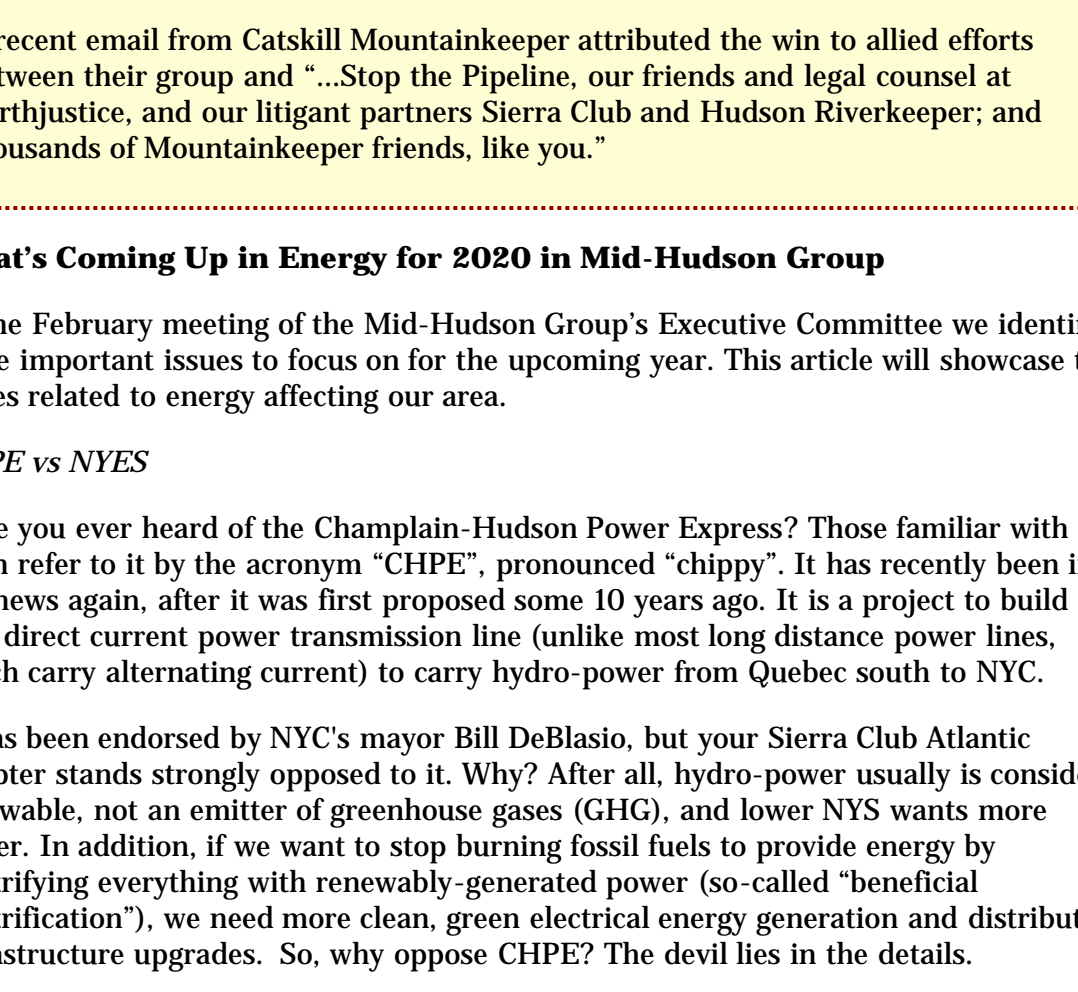 recent email from Catskill Mountainkeeper attributed the win to allied efforts
tween their group and “...Stop the Pipeline, our friends and legal counsel at
rthjustice, and our litigant partners Sierra Club and Hudson Riverkeeper; and
ousands of Mountainkeeper friends, like you.”
at’s Coming Up in Energy for 2020 in Mid-Hudson Group
ne February meeting of the Mid-Hudson Group’s Executive Committee we identi
e important issues to focus on for the upcoming year. This article will showcase
es related to energy affecting our area.
PE vs NYES
e you ever heard of the Champlain-Hudson Power Express? Those familiar with
n refer to it by the acronym “CHPE”, pronounced “chippy”. It has recently been i
news again, after it was first proposed some 10 years ago. It is a project to build
direct current power transmission line (unlike most long distance power lines,
ch carry alternating current) to carry hydro-power from Quebec south to NYC.
as been endorsed by NYC's mayor Bill DeBlasio, but your Sierra Club Atlantic
pter stands strongly opposed to it. Why? After all, hydro-power usually is consid
wable, not an emitter of greenhouse gases (GHG), and lower NYS wants more
er. In addition, if we want to stop burning fossil fuels to provide energy by
trifying everything with renewably-generated power (so-called “beneficial
trification”), we need more clean, green electrical energy generation and distribut
astructure upgrades. So, why oppose CHPE? The devil lies in the details.